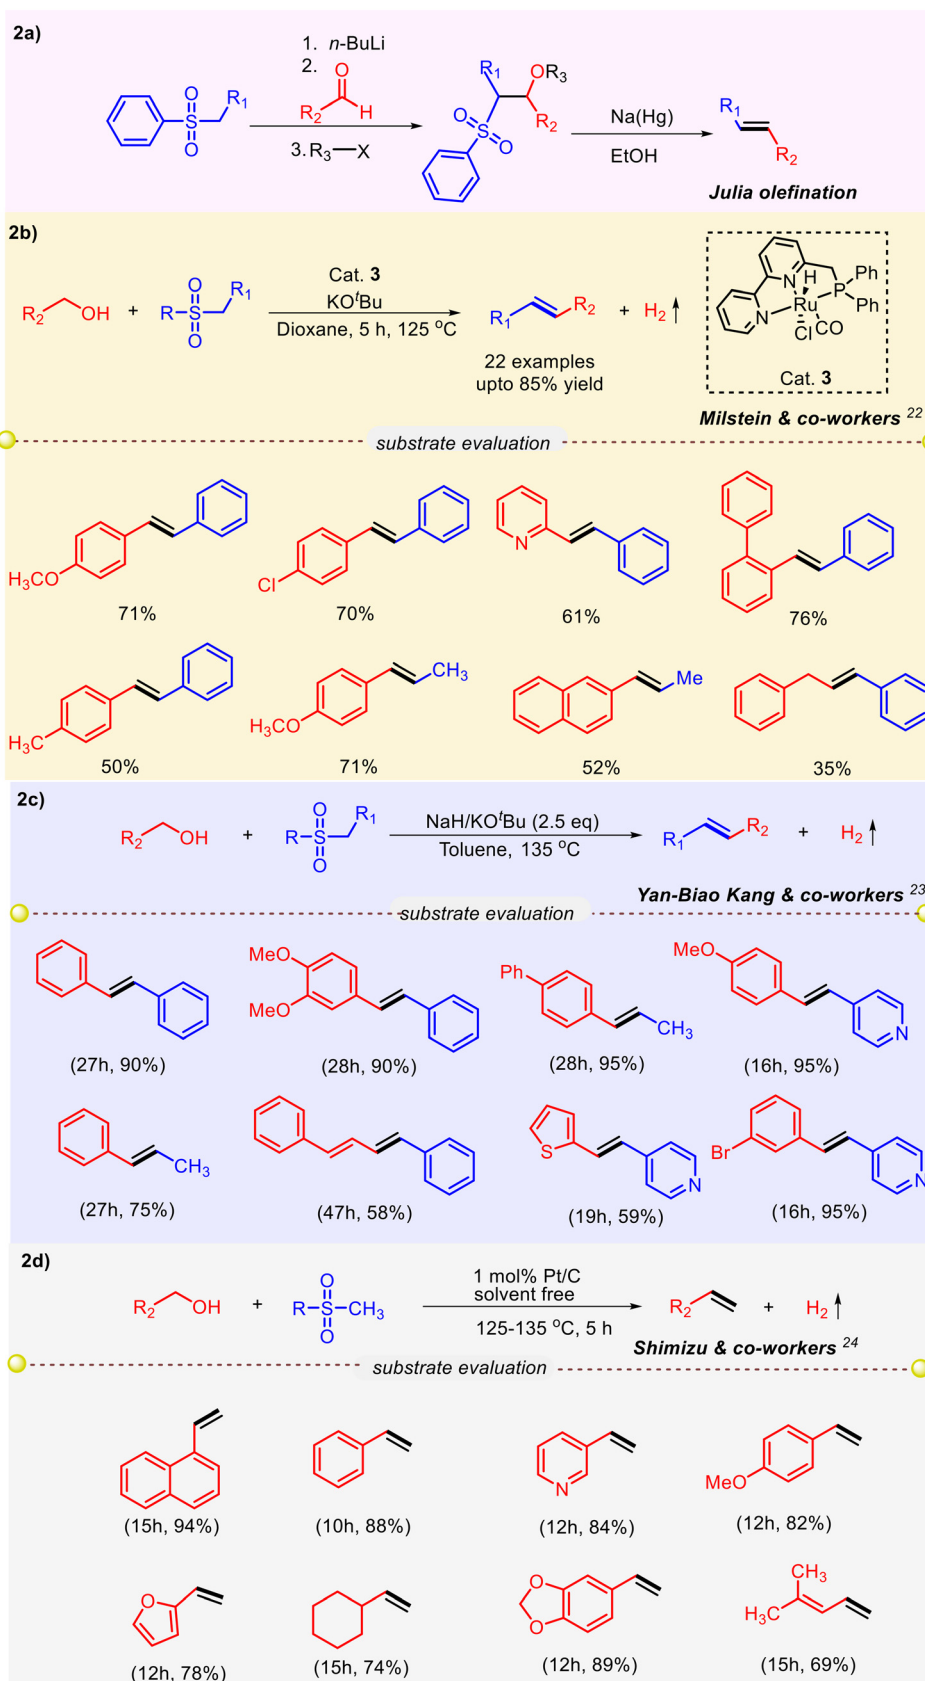 2a)
1. n-BuLi
2.
O
R2 H
3. R3—X
O
S
O
R1
R1 OR3
O
S
O
R2
Na(Hg)
EtOH
R1
R2
Julia olefination
2b)
R2 OH
+
O
R S
O
R1
Cat. 3
KOtBu
Dioxane, 5 h, 125 oC
R1 R2
+ H2
22 examples
upto 85% yield
H
N
N
Ru
P
Ph
Ph
Cl
CO
Cat. 3
Milstein & co-workers 22
substrate evaluation
H3CO
71%
Cl
70%
N
61%
76%
H3C
50%
H3CO
CH3
71%
Me
52%
35%
2c)
R2 OH
+
O
R S
O
R1
NaH/KOtBu (2.5 eq)
Toluene, 135 oC
R1 R2
+ H2
Yan-Biao Kang & co-workers 23
substrate evaluation
(27h, 90%)
MeO
MeO
(28h, 90%)
Ph
CH3
(28h, 95%)
MeO
N
(16h, 95%)
CH3
(27h, 75%)
(47h, 58%)
S
N
(19h, 59%)
Br
N
(16h, 95%)
2d)
R2 OH
+
O
R-S-CH3
O
1 mol% Pt/C
solvent free
125-135 oC, 5 h
R2
+ H2
Shimizu & co-workers 24
substrate evaluation
(15h, 94%)
(10h, 88%)
N
(12h, 84%)
MeO
(12h, 82%)
O
(12h, 78%)
(15h, 74%)
O
O
(12h, 89%)
CH3
H3C
(15h, 69%)